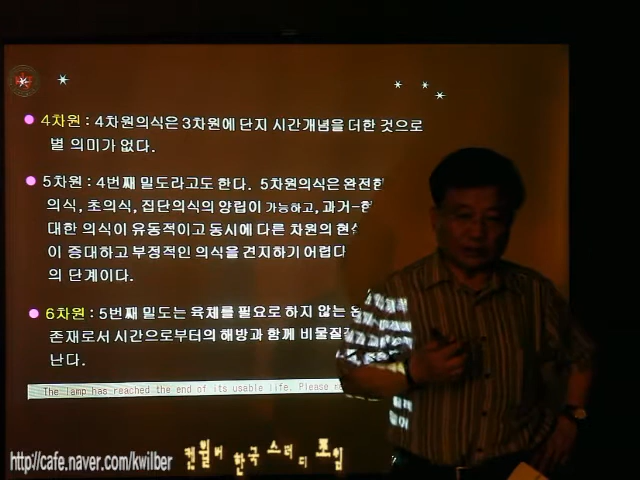 4차원 : 4차원의식은 3차원에 단지 시간개념을 더한 것으로
별 의미가 없다.
5차원 : 4번째 밀도라고도 한다. 5차원의식은 완전한
의식, 초의식, 집단의식의 양립이 가능하고, 과거-현
대한 의식이 유동적이고 동시에 다른 차원의 현
이 증대하고 부정적인 의식을 견지하기 어렵다
의 단계이다.
6차원 : 5번째 밀도는 육체를 필요로 하지 않는
존재로서 시간으로부터의 해방과 함께 비물질
난다.
The lamp has reached the end of its usable life. Please
http://cafe.naver.com/kwilber
켄윌버 한국 스터디 모임